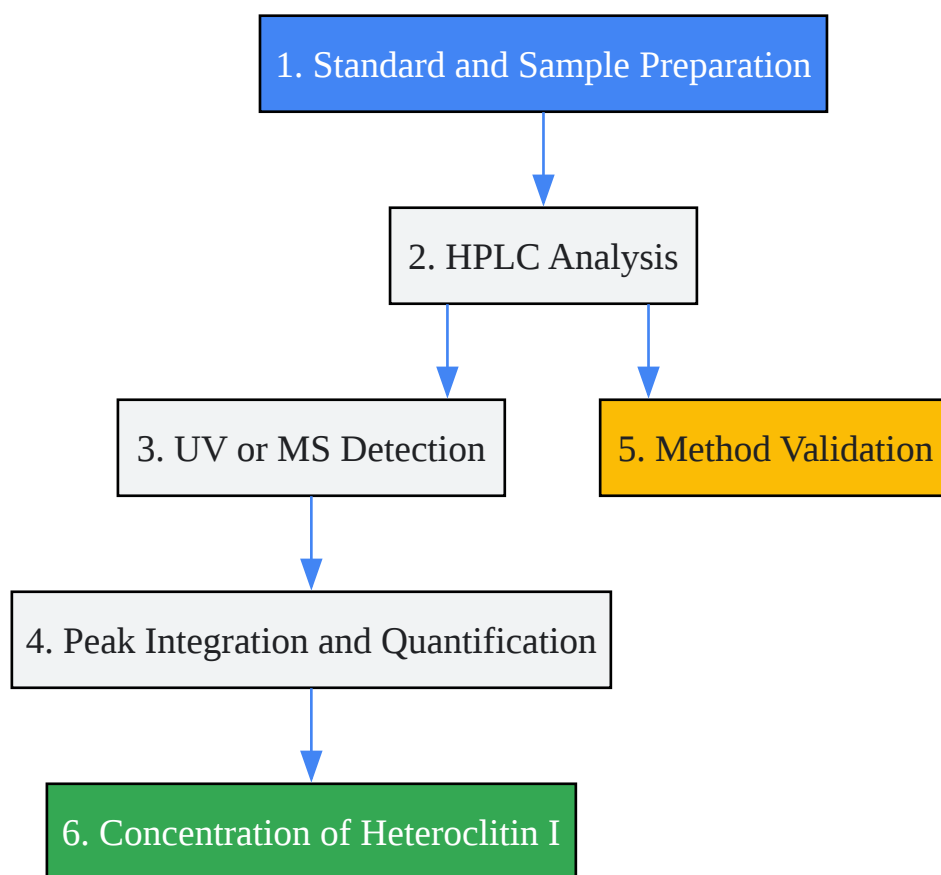 1. Standard and Sample Preparation
2. HPLC Analysis
3. UV or MS Detection
5. Method Validation
4. Peak Integration and Quantification
6. Concentration of Heteroclitin I